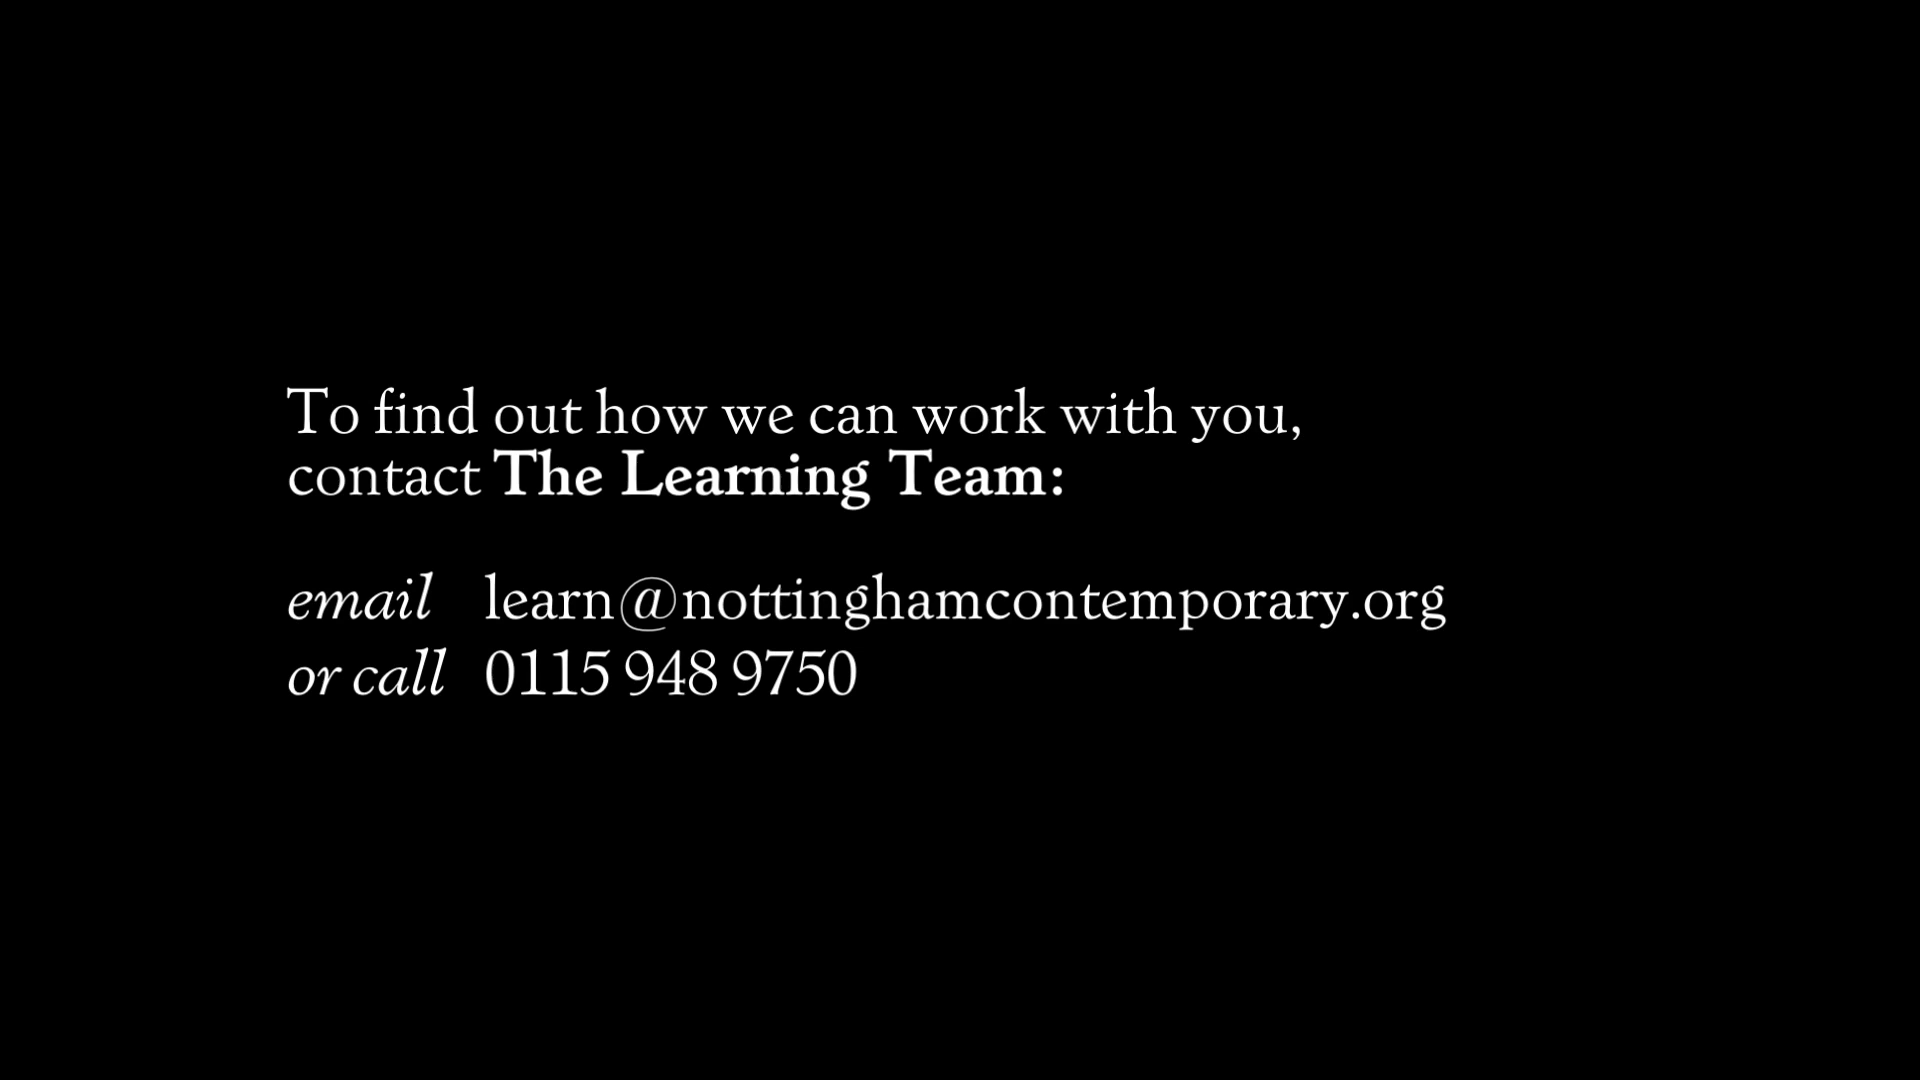 To find out how we can work with you,
contact The Learning Team:
email learn@nottinghamcontemporary.org
or call 0115 948 9750